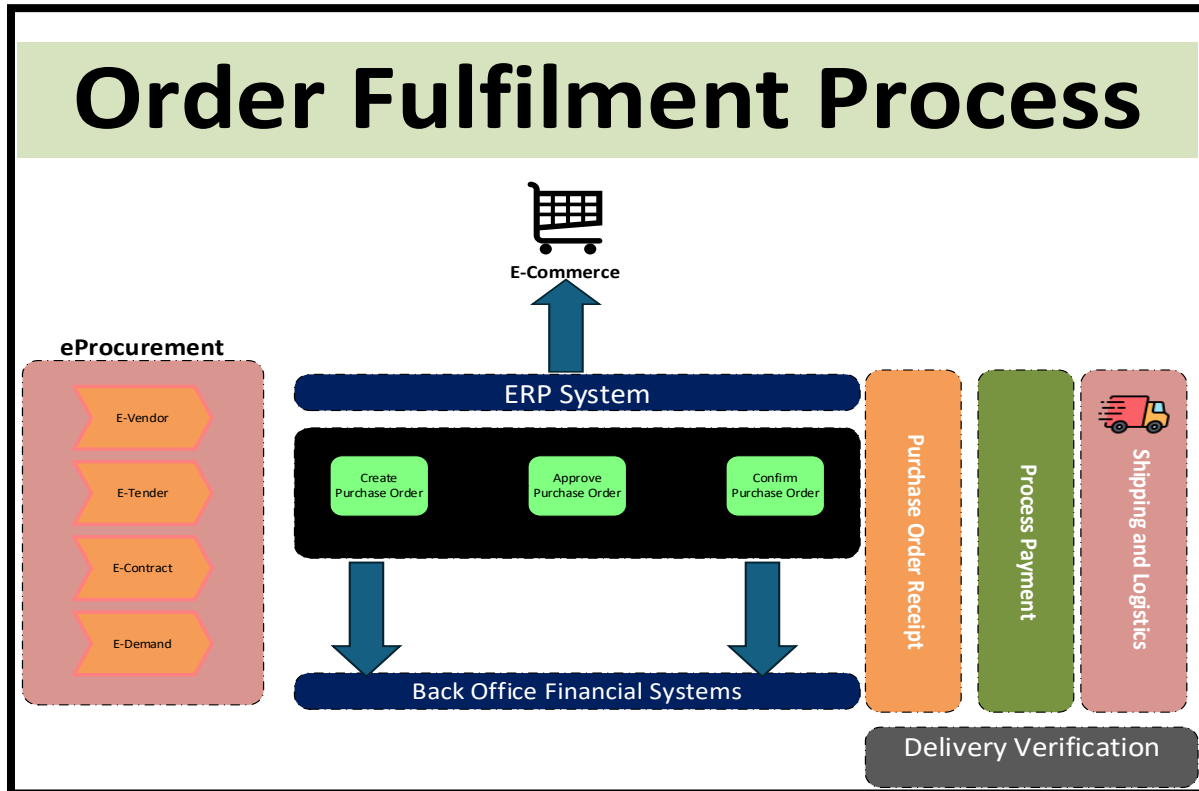 Order Fulfilment Process
E-Commerce
eProcurement
E-Vendor
E-Tender
E-Contract
E-Demand
ERP System
Create
Purchase Order
Approve
Purchase Order
Confirm
Purchase Order
Back Office Financial Systems
Purchase Order Receipt
Process Payment
Shipping and Logistics
Delivery Verification